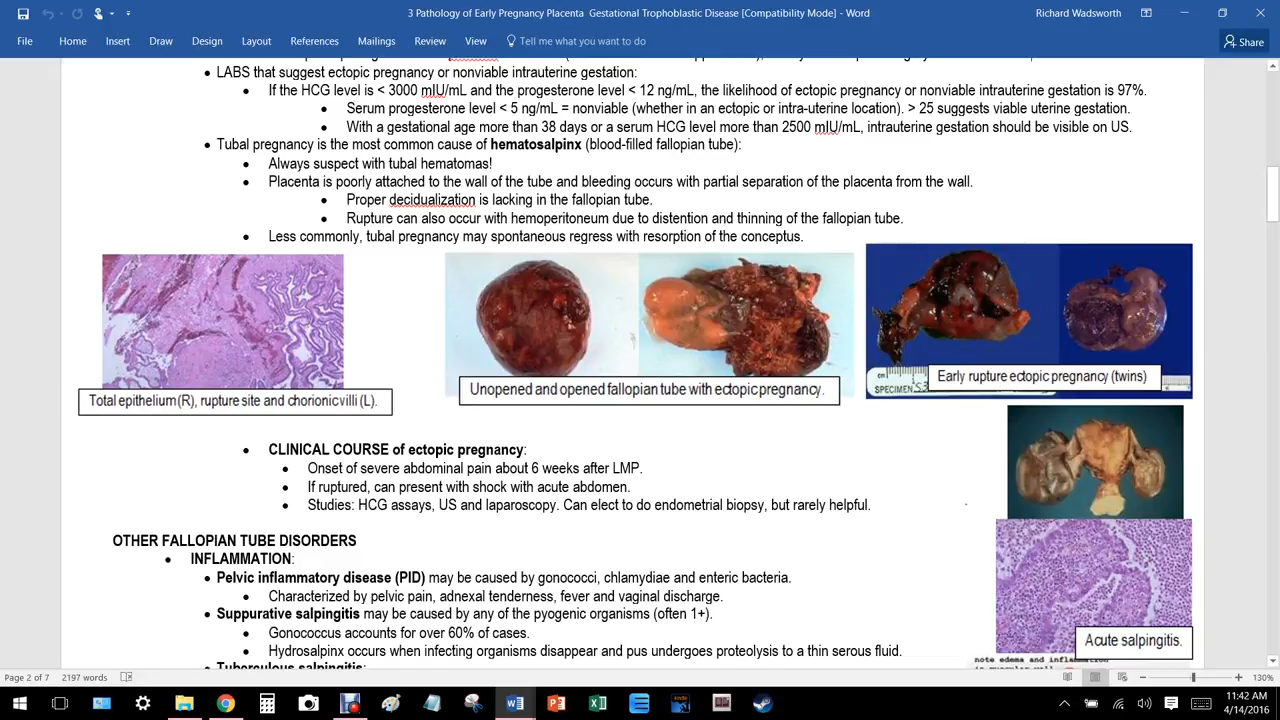 3 Pathology of Early Pregnancy Placenta Gestational Trophoblastic Disease [Compatibility Mode] - Word
Richard Wadsworth
File Home Insert Draw Design Layout References Mailings Review View Tell me what you want to do
Share
• LABS that suggest ectopic pregnancy or nonviable intrauterine gestation:
• If the HCG level is < 3000 mIU/mL and the progesterone level < 12 ng/mL, the likelihood of ectopic pregnancy or nonviable intrauterine gestation is 97%.
• Serum progesterone level < 5 ng/mL = nonviable (whether in an ectopic or intra-uterine location). > 25 suggests viable uterine gestation.
• With a gestational age more than 38 days or a serum HCG level more than 2500 mIU/mL, intrauterine gestation should be visible on US.
• Tubal pregnancy is the most common cause of hematosalpinx (blood-filled fallopian tube):
• Always suspect with tubal hematomas!
• Placenta is poorly attached to the wall of the tube and bleeding occurs with partial separation of the placenta from the wall.
• Proper decidualization is lacking in the fallopian tube.
• Rupture can also occur with hemoperitoneum due to distention and thinning of the fallopian tube.
• Less commonly, tubal pregnancy may spontaneous regress with resorption of the conceptus.
cm
SPECIMEN
Total epithelium (R), rupture site and chorionic villi (L).
Unopened and opened fallopian tube with ectopic pregnancy.
Early rupture ectopic pregnancy (twins)
• CLINICAL COURSE of ectopic pregnancy:
• Onset of severe abdominal pain about 6 weeks after LMP.
• If ruptured, can present with shock with acute abdomen.
• Studies: HCG assays, US and laparoscopy. Can elect to do endometrial biopsy, but rarely helpful.
OTHER FALLOPIAN TUBE DISORDERS
• INFLAMMATION:
• Pelvic inflammatory disease (PID) may be caused by gonococci, chlamydiae and enteric bacteria.
• Characterized by pelvic pain, adnexal tenderness, fever and vaginal discharge.
• Suppurative salpingitis may be caused by any of the pyogenic organisms (often 1+).
• Gonococcus accounts for over 60% of cases.
• Hydrosalpinx occurs when infecting organisms disappear and pus undergoes proteolysis to a thin serous fluid.
• Tuberculous salpingitis:
Acute salpingitis.
note edema and inflammation
Page 2 of 7 2197 words
130%
11:42 AM
4/14/2016